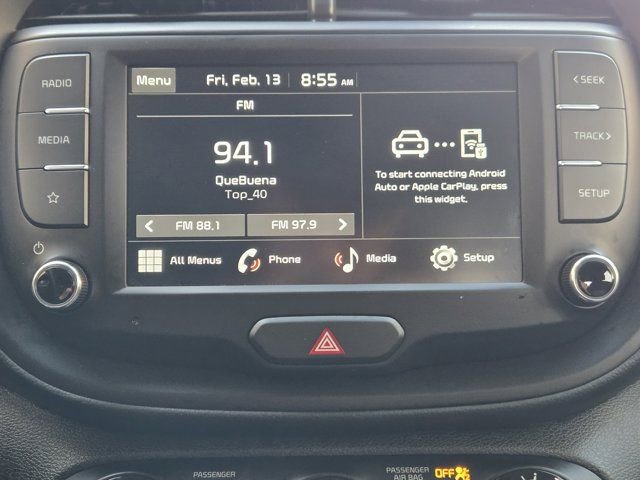 RADIO
MEDIA
Menu
Fri, Feb. 13
8:55 AM
FM
94.1
QueBuena
Top_40
FM 88.1
FM 97.9
To start connecting Android
Auto or Apple CarPlay, press
this widget.
All Menus
Phone
Media
Setup
< SEEK
TRACK >
SETUP
PASSENGER
PASSENGER
AIR BAG
OFF